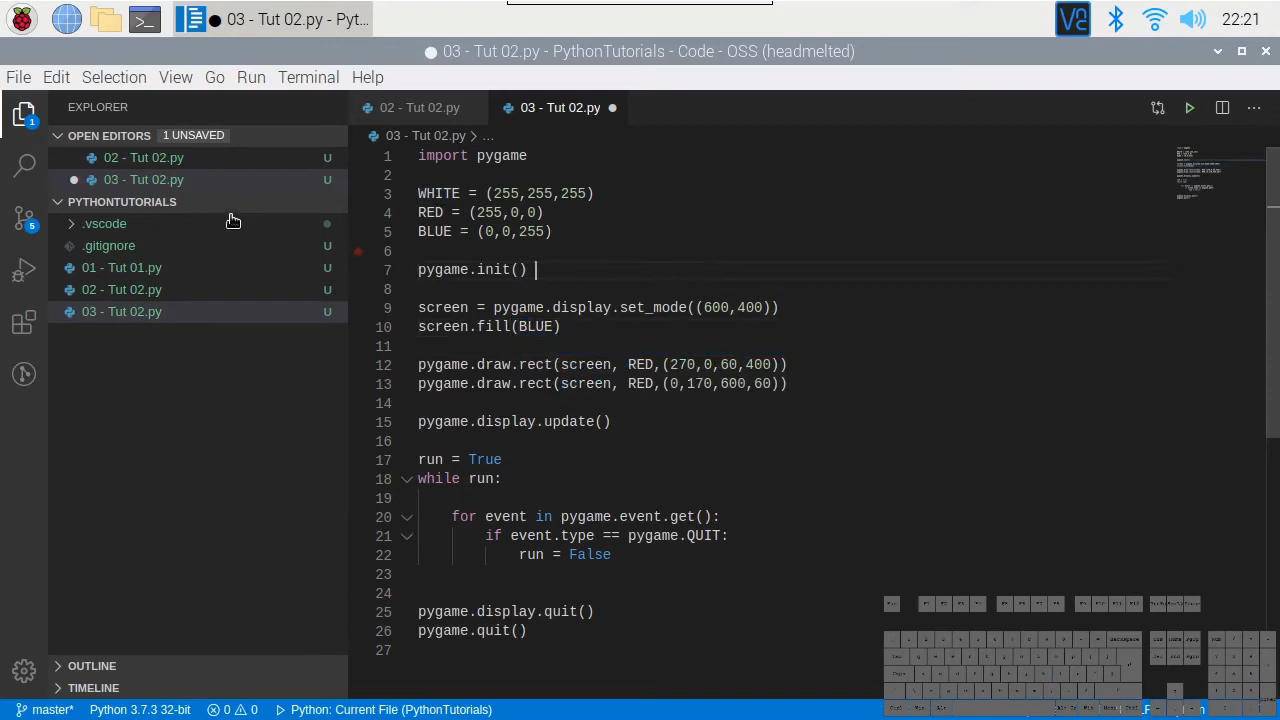 03 - Tut 02.py - Pyt...
22:21
03 - Tut 02.py - PythonTutorials - Code - OSS (headmelted)
File Edit Selection View Go Run Terminal Help
EXPLORER
OPEN EDITORS 1 UNSAVED
02 - Tut 02.py U
03 - Tut 02.py U
PYTHONTUTORIALS
.vscode
.gitignore U
01 - Tut 01.py U
02 - Tut 02.py U
03 - Tut 02.py U
OUTLINE
TIMELINE
1
5
02 - Tut 02.py
03 - Tut 02.py
03 - Tut 02.py > ...
1 import pygame
2
3 WHITE = (255,255,255)
4 RED = (255,0,0)
5 BLUE = (0,0,255)
6
7 pygame.init()
8
9 screen = pygame.display.set_mode((600,400))
10 screen.fill(BLUE)
11
12 pygame.draw.rect(screen, RED,(270,0,60,400))
13 pygame.draw.rect(screen, RED,(0,170,600,60))
14
15 pygame.display.update()
16
17 run = True
18 while run:
19
20 for event in pygame.event.get():
21 if event.type == pygame.QUIT:
22 run = False
23
24
25 pygame.display.quit()
26 pygame.quit()
27
master* Python 3.7.3 32-bit 0 0 Python: Current File (PythonTutorials)